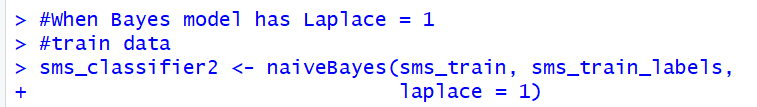 > #When Bayes model has Laplace = 1
> #train data
> sms_classifier2 <- naiveBayes(sms_train, sms_train_labels,
+                               laplace = 1)